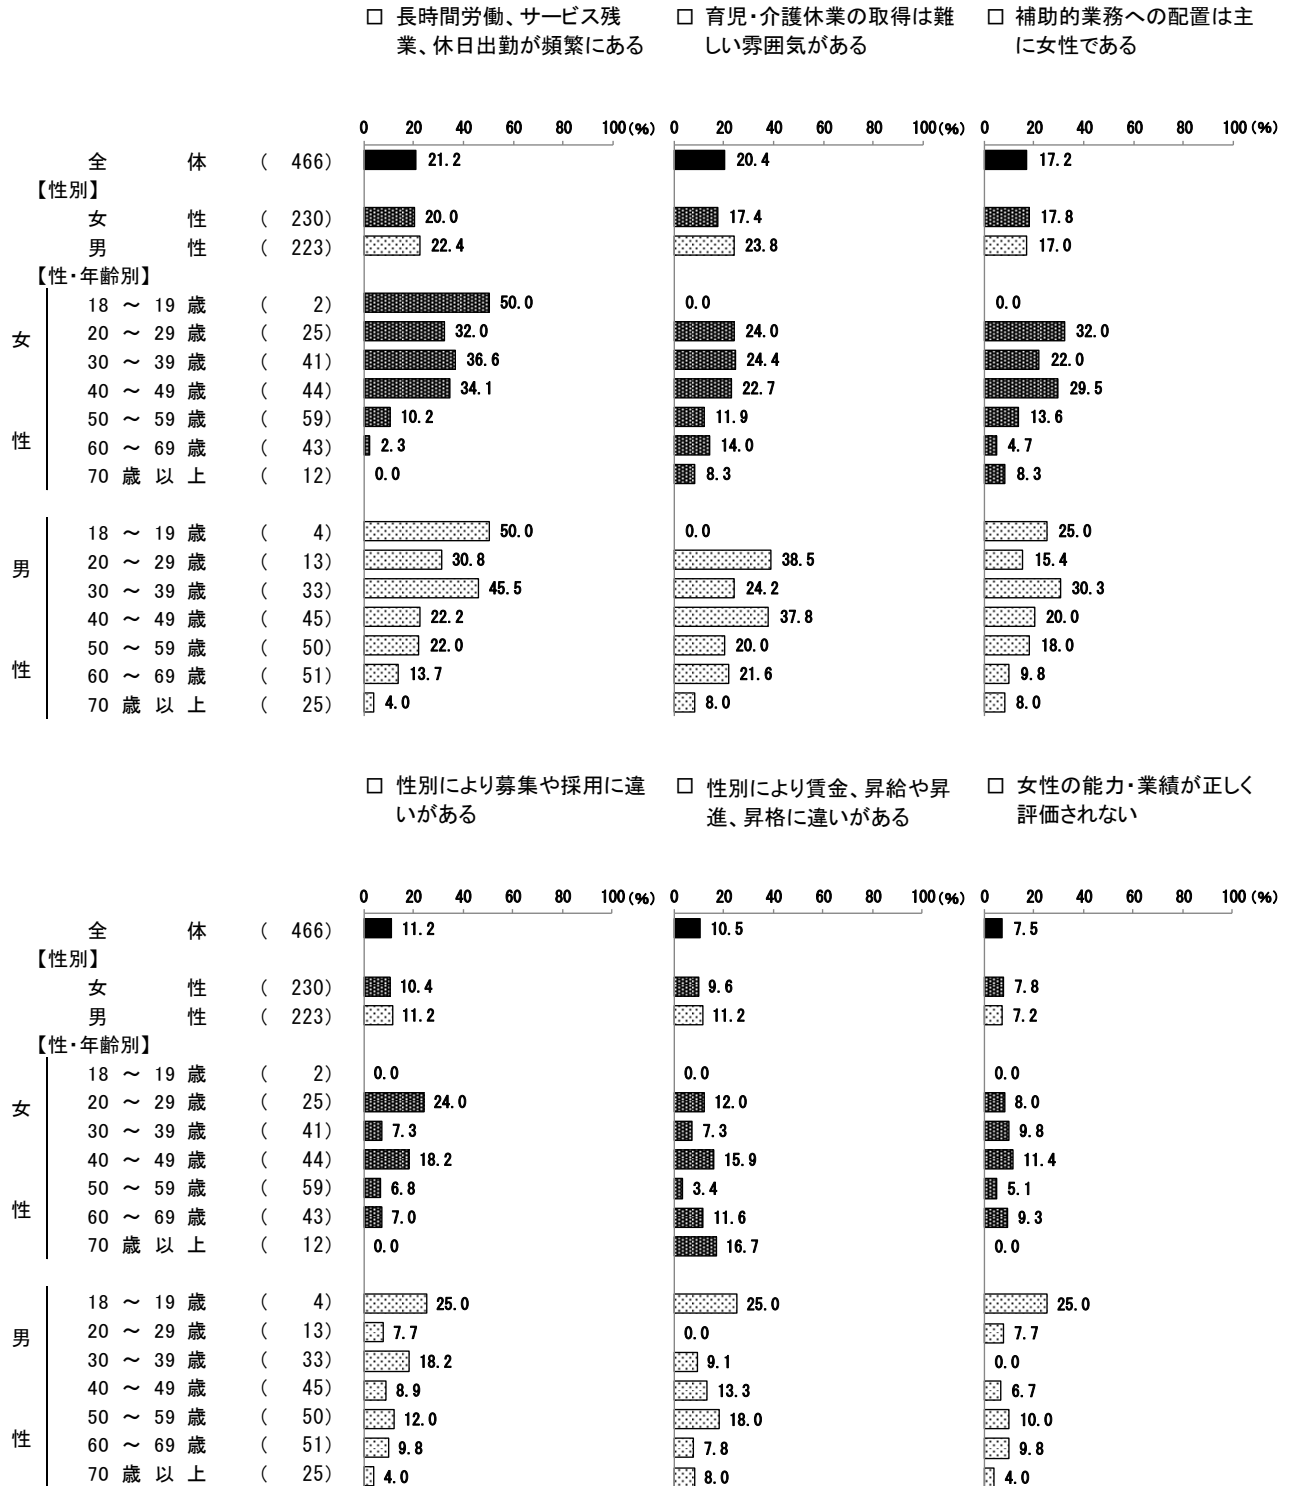 □ 長時間労働、サービス残 □ 育児・介護休業の取得は難 □ 補助的業務への配置は主
業、休日出勤が頻繁にある しい雰囲気がある に女性である
0 20 40 60 80 100(%) 0 20 40 60 80 100(%) 0 20 40 60 80 100(%)
全 体 ( 466) 21.2 20.4 17.2
【性別】
女 性 ( 230) 20.0 17.4 17.8
男 性 ( 223) 22.4 23.8 17.0
【性・年齢別】
18 ～ 19 歳 ( 2) 50.0 0.0 0.0
女 20 ～ 29 歳 ( 25) 32.0 24.0 32.0
30 ～ 39 歳 ( 41) 36.6 24.4 22.0
40 ～ 49 歳 ( 44) 34.1 22.7 29.5
50 ～ 59 歳 ( 59) 10.2 11.9 13.6
性 60 ～ 69 歳 ( 43) 2.3 14.0 4.7
70 歳 以 上 ( 12) 0.0 8.3 8.3
18 ～ 19 歳 ( 4) 50.0 0.0 25.0
男 20 ～ 29 歳 ( 13) 30.8 38.5 15.4
30 ～ 39 歳 ( 33) 45.5 24.2 30.3
40 ～ 49 歳 ( 45) 22.2 37.8 20.0
50 ～ 59 歳 ( 50) 22.0 20.0 18.0
性 60 ～ 69 歳 ( 51) 13.7 21.6 9.8
70 歳 以 上 ( 25) 4.0 8.0 8.0
□ 性別により募集や採用に違 □ 性別により賃金、昇給や昇 □ 女性の能力・業績が正しく
いがある 進、昇格に違いがある 評価されない
0 20 40 60 80 100(%) 0 20 40 60 80 100(%) 0 20 40 60 80 100(%)
全 体 ( 466) 11.2 10.5 7.5
【性別】
女 性 ( 230) 10.4 9.6 7.8
男 性 ( 223) 11.2 11.2 7.2
【性・年齢別】
18 ～ 19 歳 ( 2) 0.0 0.0 0.0
女 20 ～ 29 歳 ( 25) 24.0 12.0 8.0
30 ～ 39 歳 ( 41) 7.3 7.3 9.8
40 ～ 49 歳 ( 44) 18.2 15.9 11.4
50 ～ 59 歳 ( 59) 6.8 3.4 5.1
性 60 ～ 69 歳 ( 43) 7.0 11.6 9.3
70 歳 以 上 ( 12) 0.0 16.7 0.0
18 ～ 19 歳 ( 4) 25.0 25.0 25.0
男 20 ～ 29 歳 ( 13) 7.7 0.0 7.7
30 ～ 39 歳 ( 33) 18.2 9.1 0.0
40 ～ 49 歳 ( 45) 8.9 13.3 6.7
50 ～ 59 歳 ( 50) 12.0 18.0 10.0
性 60 ～ 69 歳 ( 51) 9.8 7.8 9.8
70 歳 以 上 ( 25) 4.0 8.0 4.0